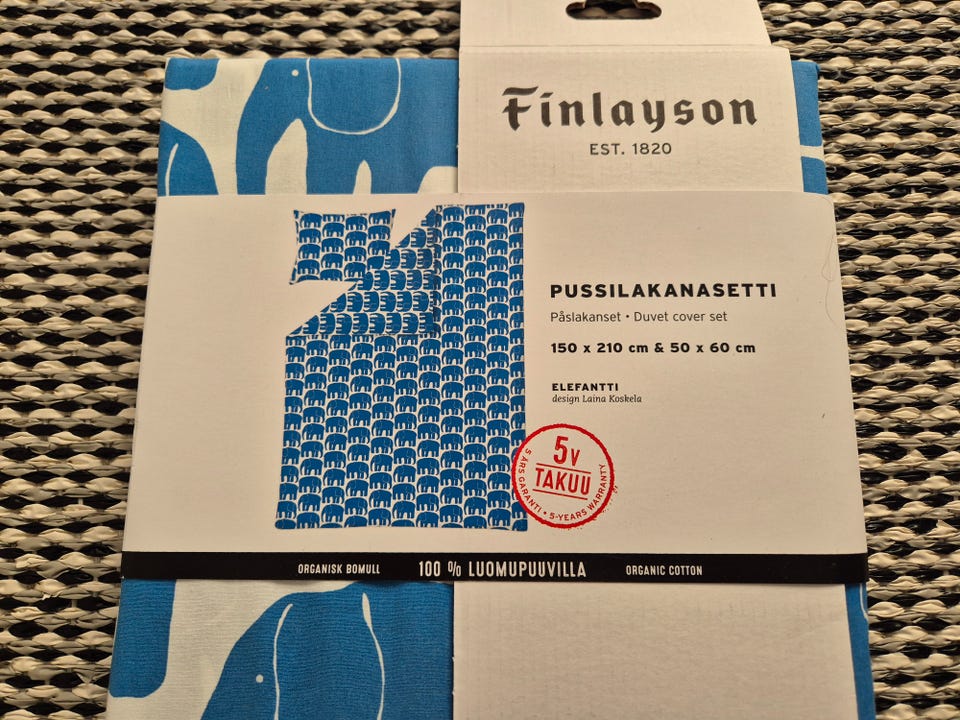 Finlayson
EST. 1820
PUSSILAKANASETTI
Påslakanset • Duvet cover set
150 x 210 cm & 50 x 60 cm
ELEFANTTI
design Laina Koskela
5V
TAKUU
5 ÅRS GARANTI • 5-YEARS WARRANTY
ORGANISK BOMULL 100 % LUOMUPUUVILLA ORGANIC COTTON